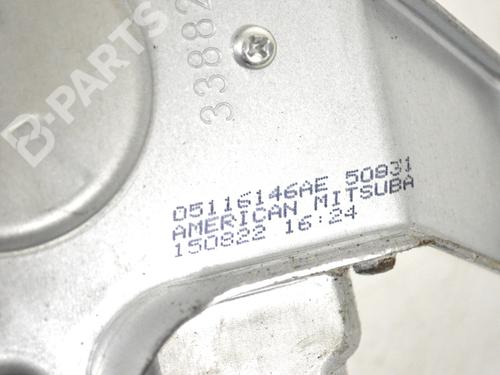 33882
05116146AE 50831
AMERICAN MITSUBA
150822 16:24
B-PARTS